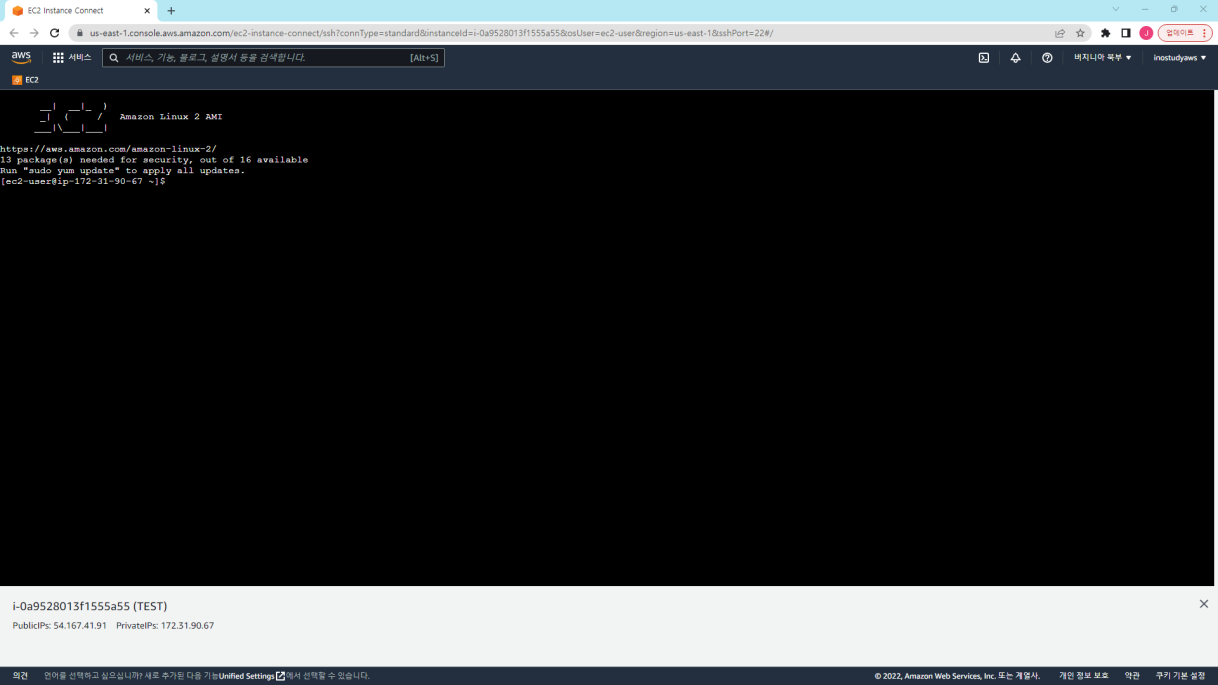 EC2 Instance Connect
us-east-1.console.aws.amazon.com/ec2-instance-connect/ssh?connType=standard&instanceId=i-0a9528013f1555a55&osUser=ec2-user&region=us-east-1&sshPort=22#/
J
업데이트
aws
서비스
서비스, 기능, 블로그, 설명서 등을 검색합니다.
[Alt+S]
버지니아 북부
inostudyaws
EC2
__|  __|_  )
_|  (     /   Amazon Linux 2 AMI
___|\___|___|
https://aws.amazon.com/amazon-linux-2/
13 package(s) needed for security, out of 16 available
Run "sudo yum update" to apply all updates.
[ec2-user@ip-172-31-90-67 ~]$
i-0a9528013f1555a55 (TEST)
PublicIPs: 54.167.41.91   PrivateIPs: 172.31.90.67
의견
언어를 선택하고 싶으십니까? 새로 추가된 다음 기능Unified Settings에서 선택할 수 있습니다.
© 2022, Amazon Web Services, Inc. 또는 계열사.
개인 정보 보호
약관
쿠키 기본 설정